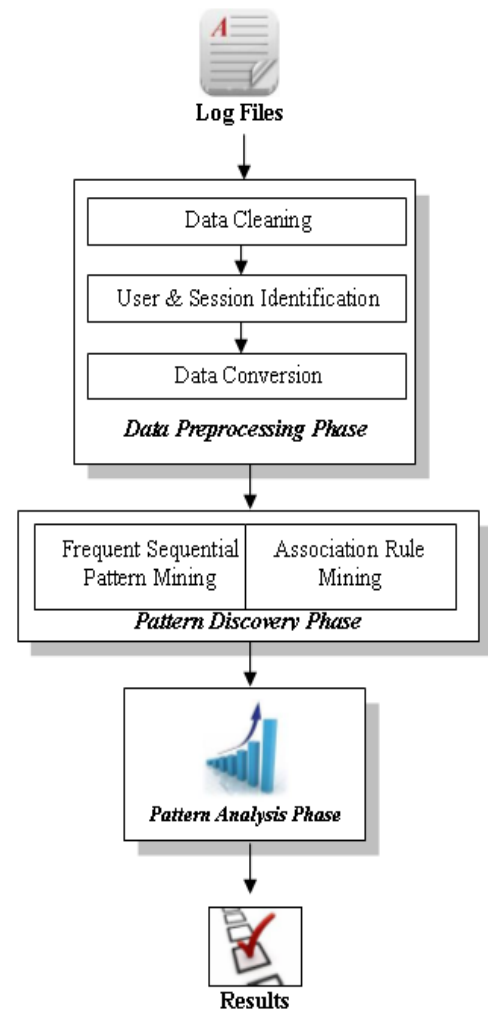 A
Log Files
Data Cleaning
User & Session Identification
Data Conversion
Data Preprocessing Phase
Frequent Sequential
Pattern Mining
Association Rule
Mining
Pattern Discovery Phase
Pattern Analysis Phase
Results